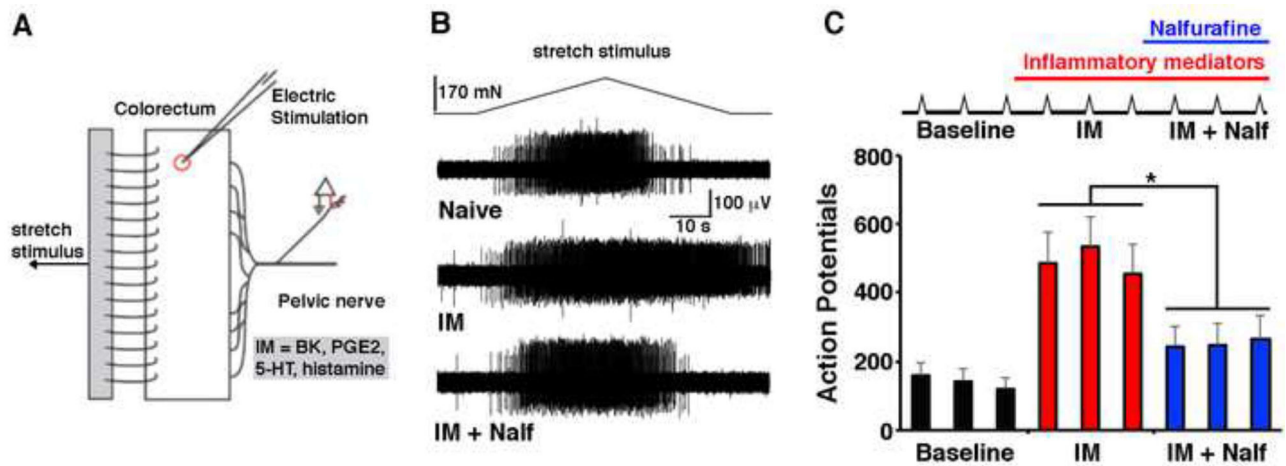 A
Colorectum
Electric
Stimulation
stretch
stimulus
Pelvic nerve
IM = BK, PGE2,
5-HT, histamine
B
stretch stimulus
170 mN
Naive
100 µV
10 s
IM
IM + Nalf
C
Nalfurafine
Inflammatory mediators
Baseline IM IM + Nalf
Action Potentials
800
600
400
200
0
*
Baseline IM IM + Nalf